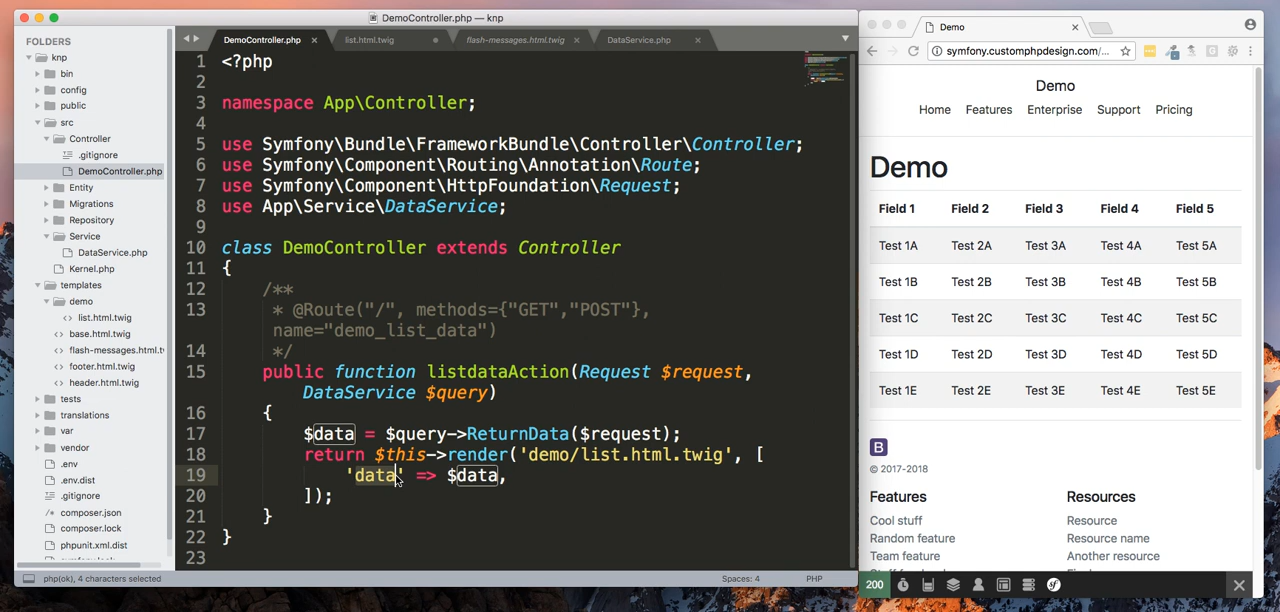 DemoController.php — knp
FOLDERS
knp
bin
config
public
src
Controller
.gitignore
DemoController.php
Entity
Migrations
Repository
Service
DataService.php
Kernel.php
templates
demo
list.html.twig
base.html.twig
flash-messages.html.t
footer.html.twig
header.html.twig
tests
translations
var
vendor
.env
.env.dist
.gitignore
composer.json
composer.lock
phpunit.xml.dist
DemoController.php
list.html.twig
flash-messages.html.twig
DataService.php
1 <?php
2
3 namespace App\Controller;
4
5 use Symfony\Bundle\FrameworkBundle\Controller\Controller;
6 use Symfony\Component\Routing\Annotation\Route;
7 use Symfony\Component\HttpFoundation\Request;
8 use App\Service\DataService;
9
10 class DemoController extends Controller
11 {
12 /**
13 * @Route("/", methods={"GET","POST"},
name="demo_list_data")
14 */
15 public function listdataAction(Request $request,
DataService $query)
16 {
17 $data = $query->ReturnData($request);
18 return $this->render('demo/list.html.twig', [
19 'data' => $data,
20 ]);
21 }
22 }
23
php(ok), 4 characters selected
Spaces: 4
PHP
Demo
symfony.customphpdesign.com/...
Demo
Home Features Enterprise Support Pricing
Demo
Field 1 Field 2 Field 3 Field 4 Field 5
Test 1A Test 2A Test 3A Test 4A Test 5A
Test 1B Test 2B Test 3B Test 4B Test 5B
Test 1C Test 2C Test 3C Test 4C Test 5C
Test 1D Test 2D Test 3D Test 4D Test 5D
Test 1E Test 2E Test 3E Test 4E Test 5E
B
© 2017-2018
Features
Cool stuff
Random feature
Team feature
Resources
Resource
Resource name
Another resource
200
sf